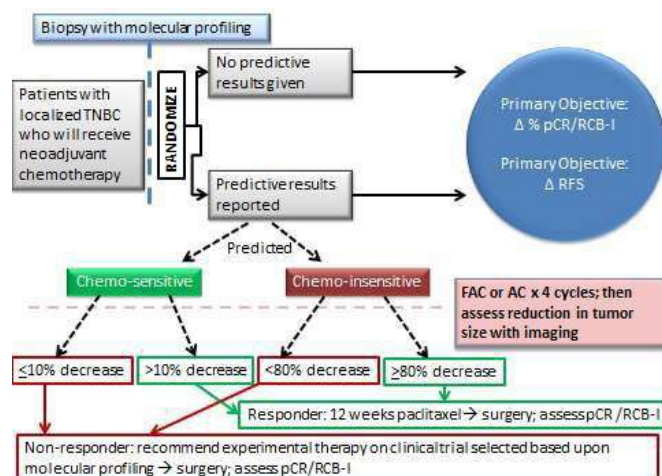 Biopsy with molecular profiling
Patients with
localized TNBC
who will receive
neoadjuvant
chemotherapy
RANDOMIZE
No predictive
results given
Predictive results
reported
Primary Objective:
Δ % pCR/RCB-I
Primary Objective:
Δ RFS
Predicted
Chemo-sensitive
Chemo-insensitive
FAC or AC x 4 cycles; then
assess reduction in tumor
size with imaging
≤10% decrease
>10% decrease
<80% decrease
≥80% decrease
Responder: 12 weeks paclitaxel → surgery; assess pCR /RCB-I
Non-responder: recommend experimental therapy on clinical trial selected based upon
molecular profiling → surgery; assess pCR/RCB-I